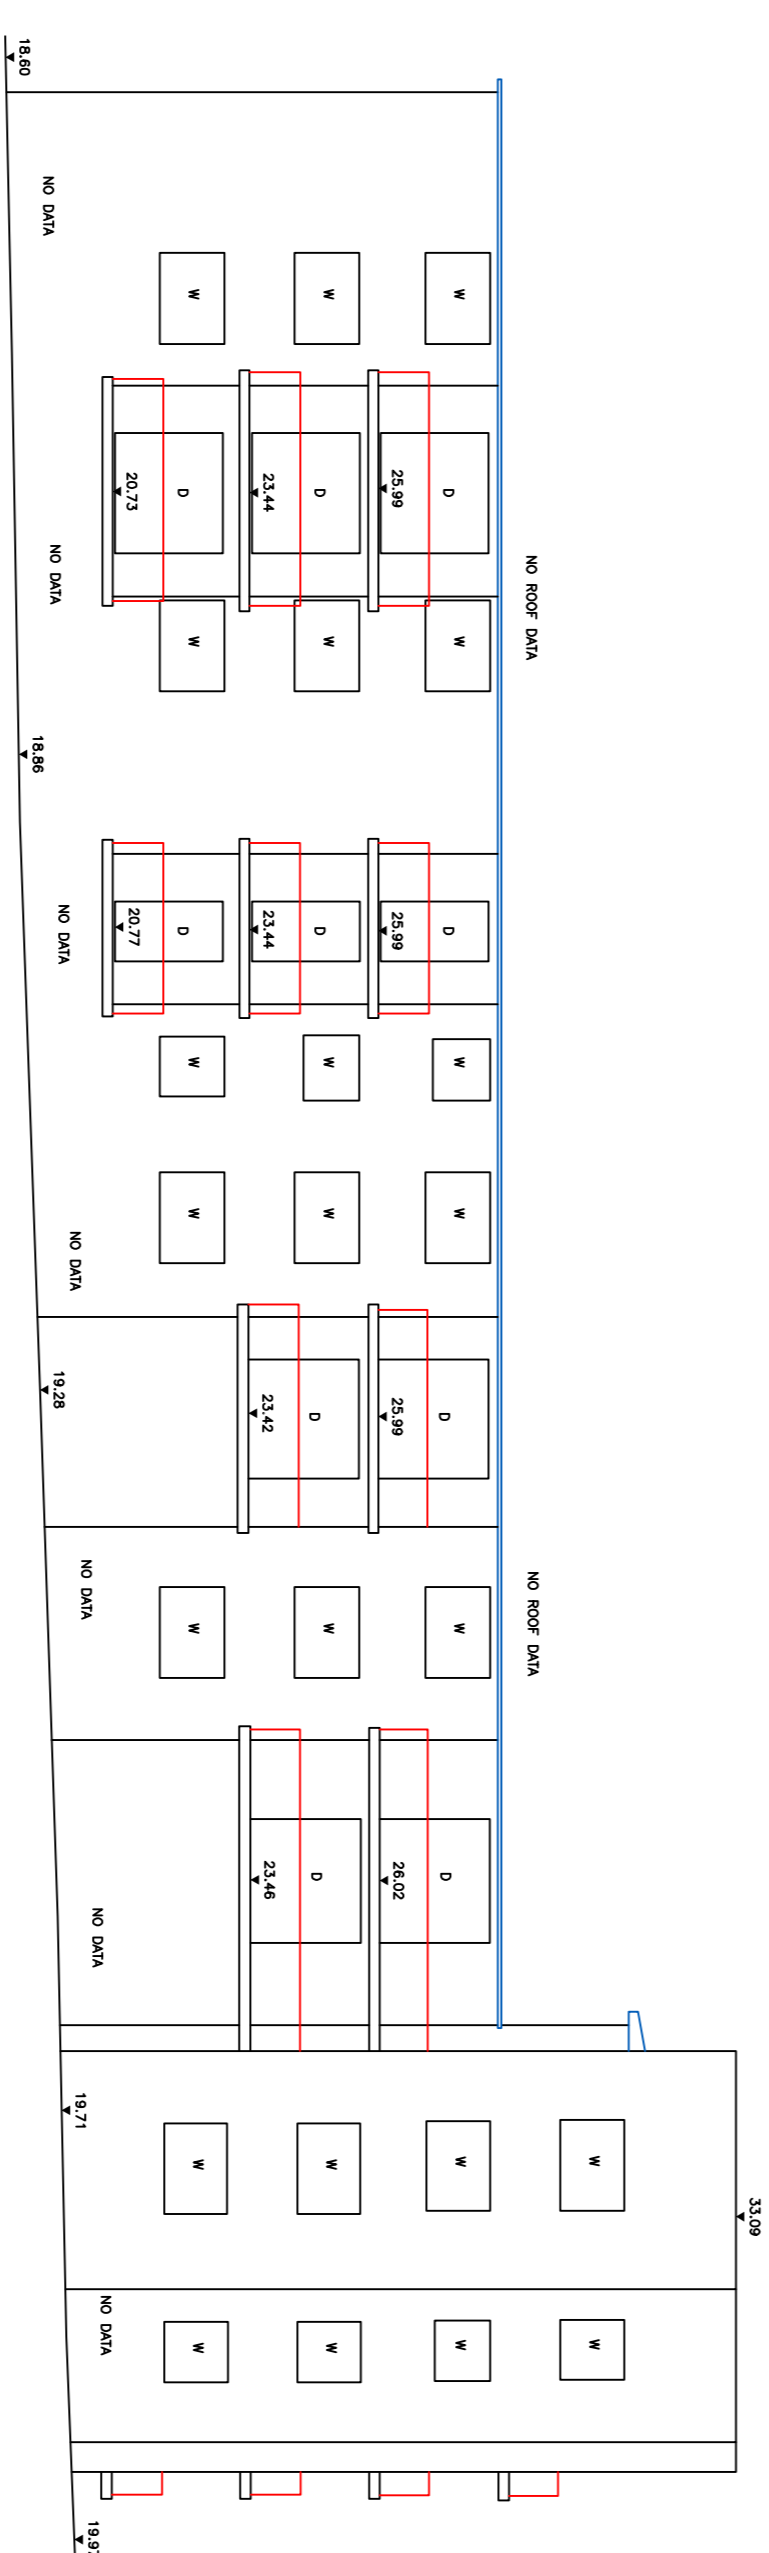 33.09
W W
NO ROOF DATA NO ROOF DATA
W D W D W W D W D W W
25.99 25.99 25.99 26.02
W D W D W W D W D W W
23.44 23.44 23.42 23.46
W D W D W W W W W
20.73 20.77
NO DATA NO DATA NO DATA NO DATA NO DATA NO DATA NO DATA
18.60 18.86 19.28 19.71